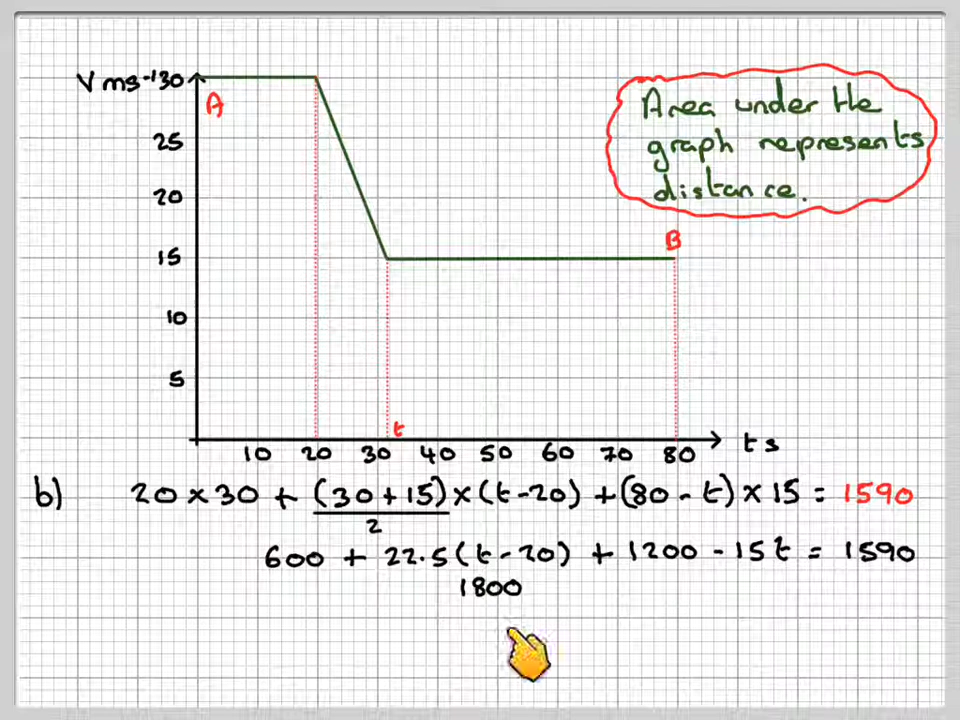 V ms⁻¹ 30
A
Area under the
graph represents
distance.
25
20
15
B
10
5
t
10 20 30 40 50 60 70 80
t s
b) 20 × 30 + (30 + 15)/2 × (t - 20) + (80 - t) × 15 = 1590
600 + 22.5 (t - 20) + 1200 - 15t = 1590
1800